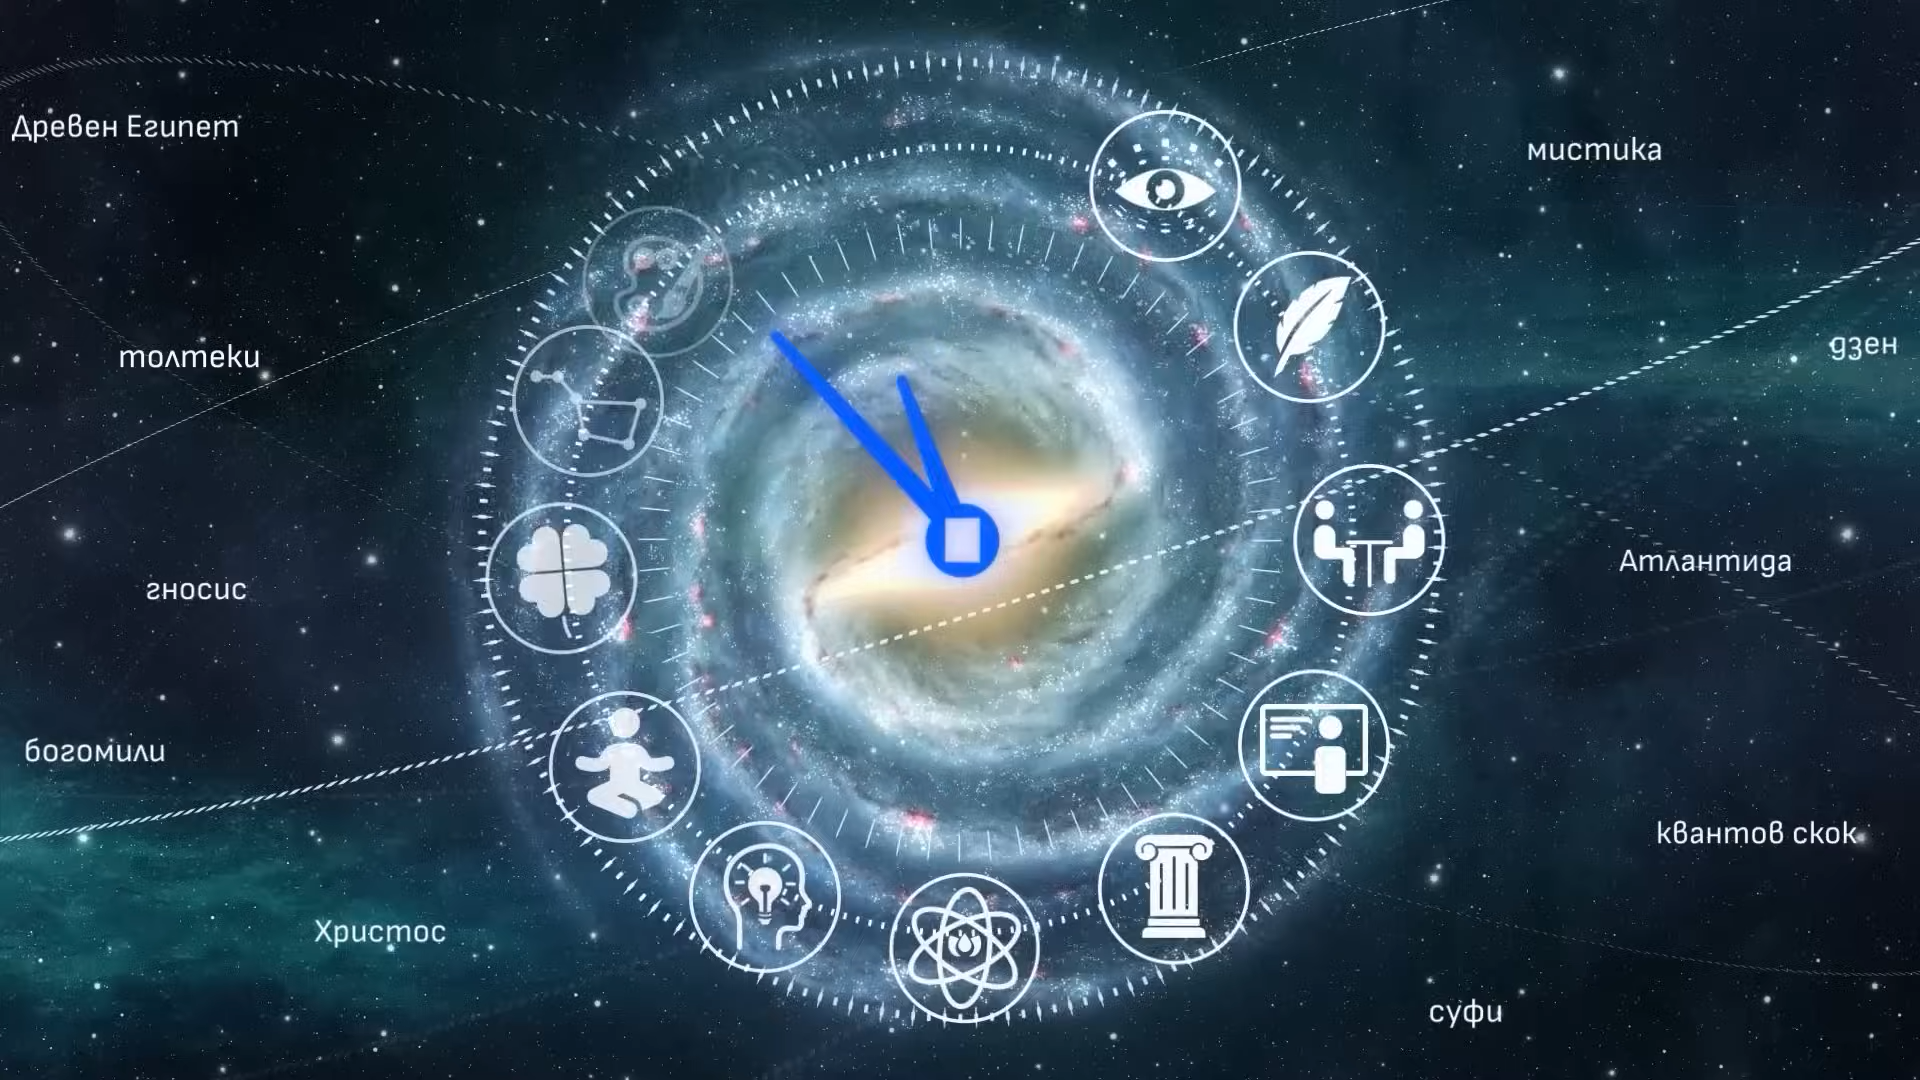 Древен Египет
мистика
толтеки
дзен
гносис
Атлантида
богомили
квантов скок
Христос
суфи